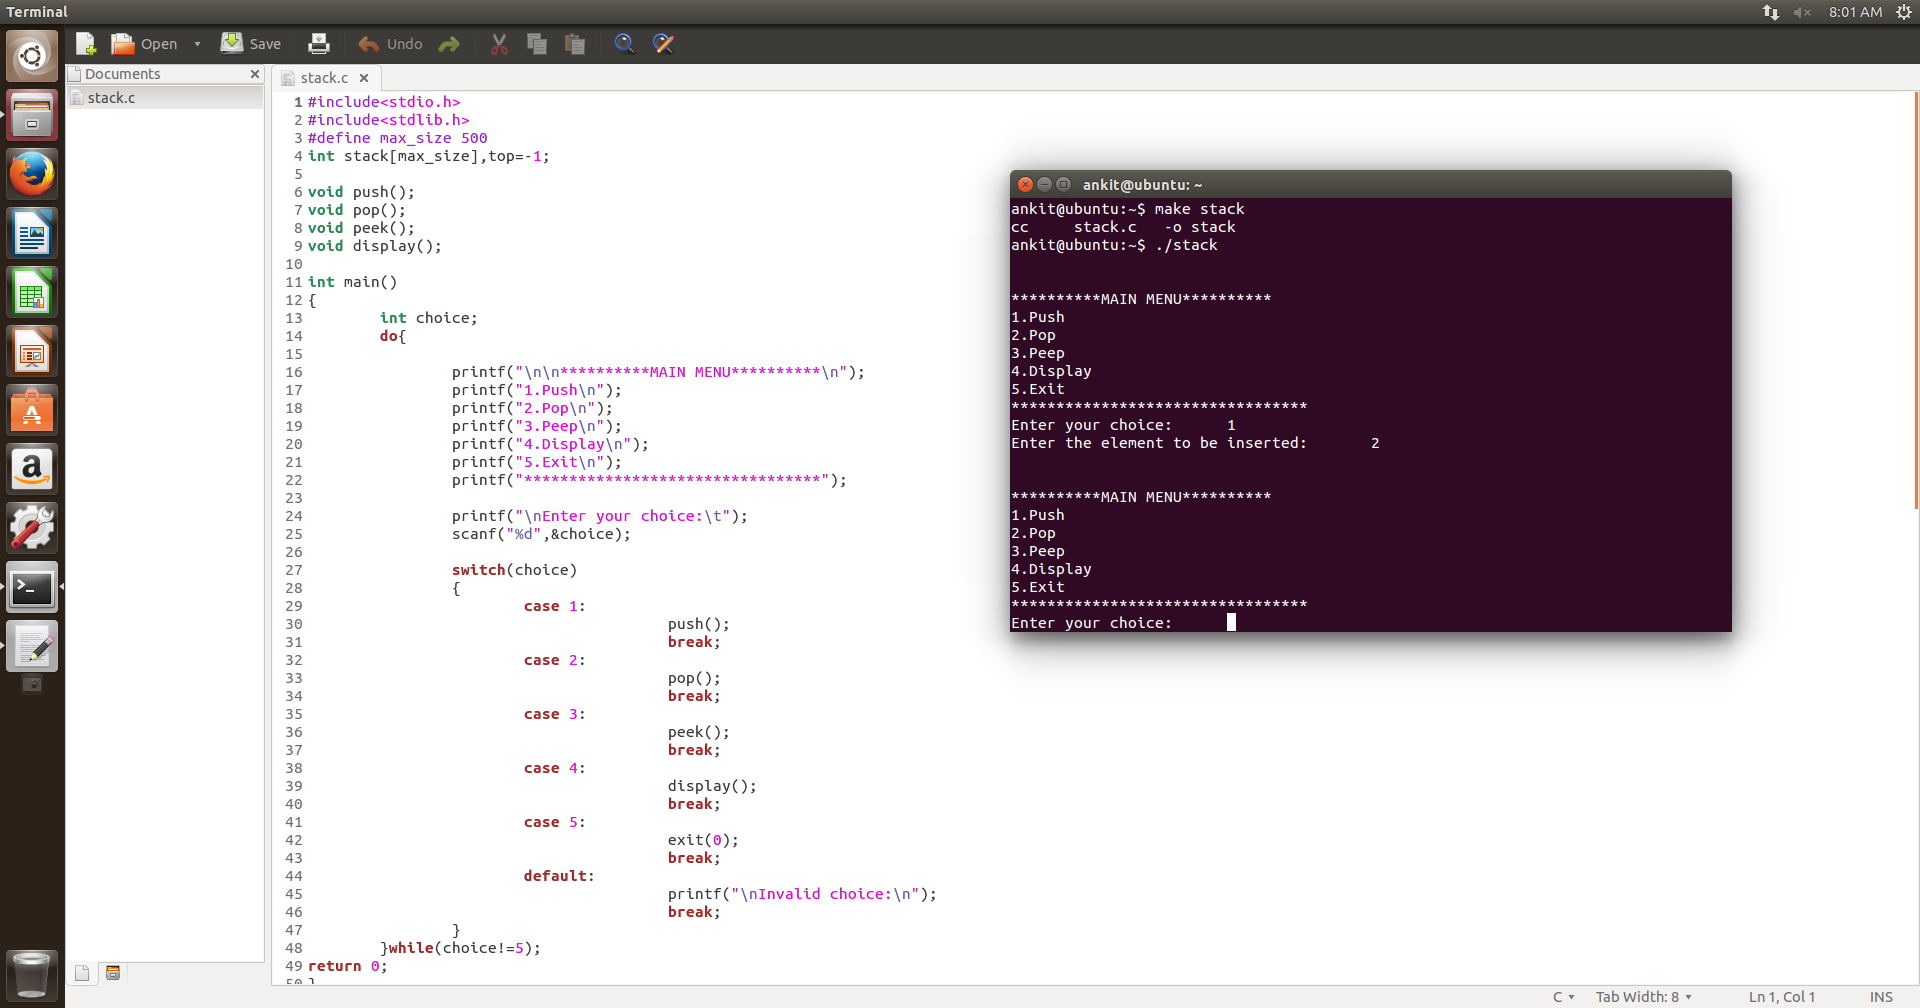 Terminal
8:01 AM
Open
Save
Undo
Documents
stack.c
stack.c
1 #include<stdio.h>
2 #include<stdlib.h>
3 #define max_size 500
4 int stack[max_size],top=-1;
5
6 void push();
7 void pop();
8 void peek();
9 void display();
10
11 int main()
12 {
13 int choice;
14 do{
15
16 printf("\n\n**********MAIN MENU**********\n");
17 printf("1.Push\n");
18 printf("2.Pop\n");
19 printf("3.Peep\n");
20 printf("4.Display\n");
21 printf("5.Exit\n");
22 printf("*********************************");
23
24 printf("\nEnter your choice:\t");
25 scanf("%d",&choice);
26
27 switch(choice)
28 {
29 case 1:
30 push();
31 break;
32 case 2:
33 pop();
34 break;
35 case 3:
36 peek();
37 break;
38 case 4:
39 display();
40 break;
41 case 5:
42 exit(0);
43 break;
44 default:
45 printf("\nInvalid choice:\n");
46 break;
47 }
48 }while(choice!=5);
49 return 0;
50 }
ankit@ubuntu: ~
ankit@ubuntu:~$ make stack
cc     stack.c   -o stack
ankit@ubuntu:~$ ./stack
**********MAIN MENU**********
1.Push
2.Pop
3.Peep
4.Display
5.Exit
*********************************
Enter your choice:      1
Enter the element to be inserted:       2
**********MAIN MENU**********
1.Push
2.Pop
3.Peep
4.Display
5.Exit
*********************************
Enter your choice:
C
Tab Width: 8
Ln 1, Col 1
INS